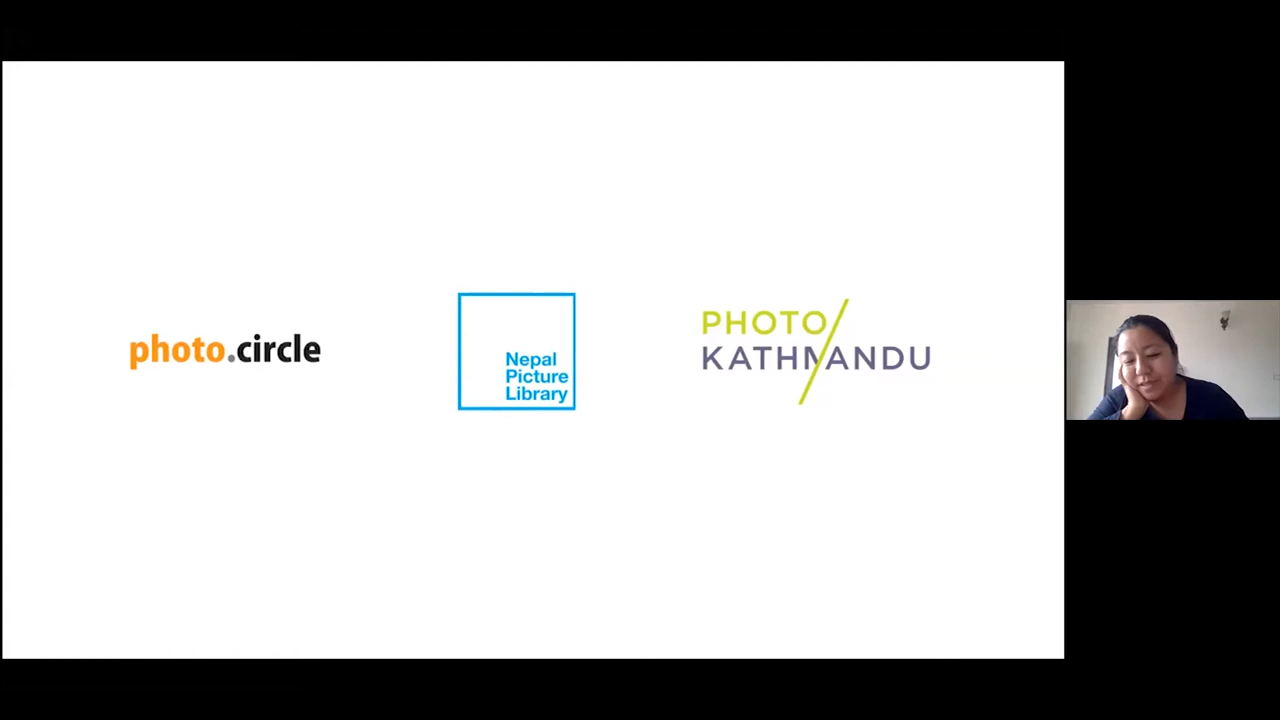 photo.circle
Nepal
Picture
Library
PHOTO
KATHMANDU